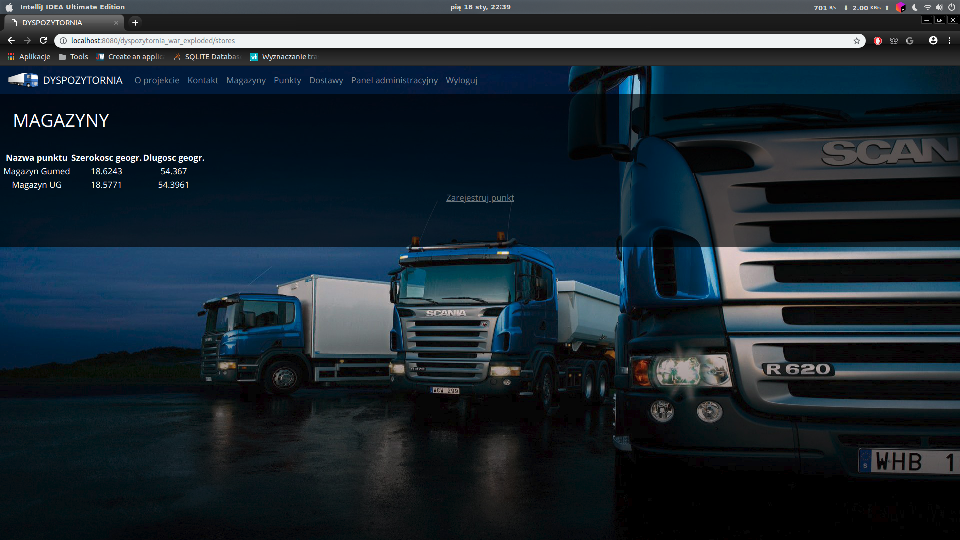 IntelliJ IDEA Ultimate Edition
pią 18 sty, 22:39
701 B/s 2.00 KB/s
DYSPOZYTORNIA
localhost:8080/dyspozytornia_war_exploded/stores
Aplikacje Tools Create an applic SQLITE Databas Wyznaczanie tra
DYSPOZYTORNIA O projekcie Kontakt Magazyny Punkty Dostawy Panel administracyjny Wyloguj
MAGAZYNY
Nazwa punktu Szerokosc geogr. Dlugosc geogr.
Magazyn Gumed 18.6243 54.367
Magazyn UG 18.5771 54.3961
Zarejestruj punkt
SCAN
SCANIA
R 620
WHB 1